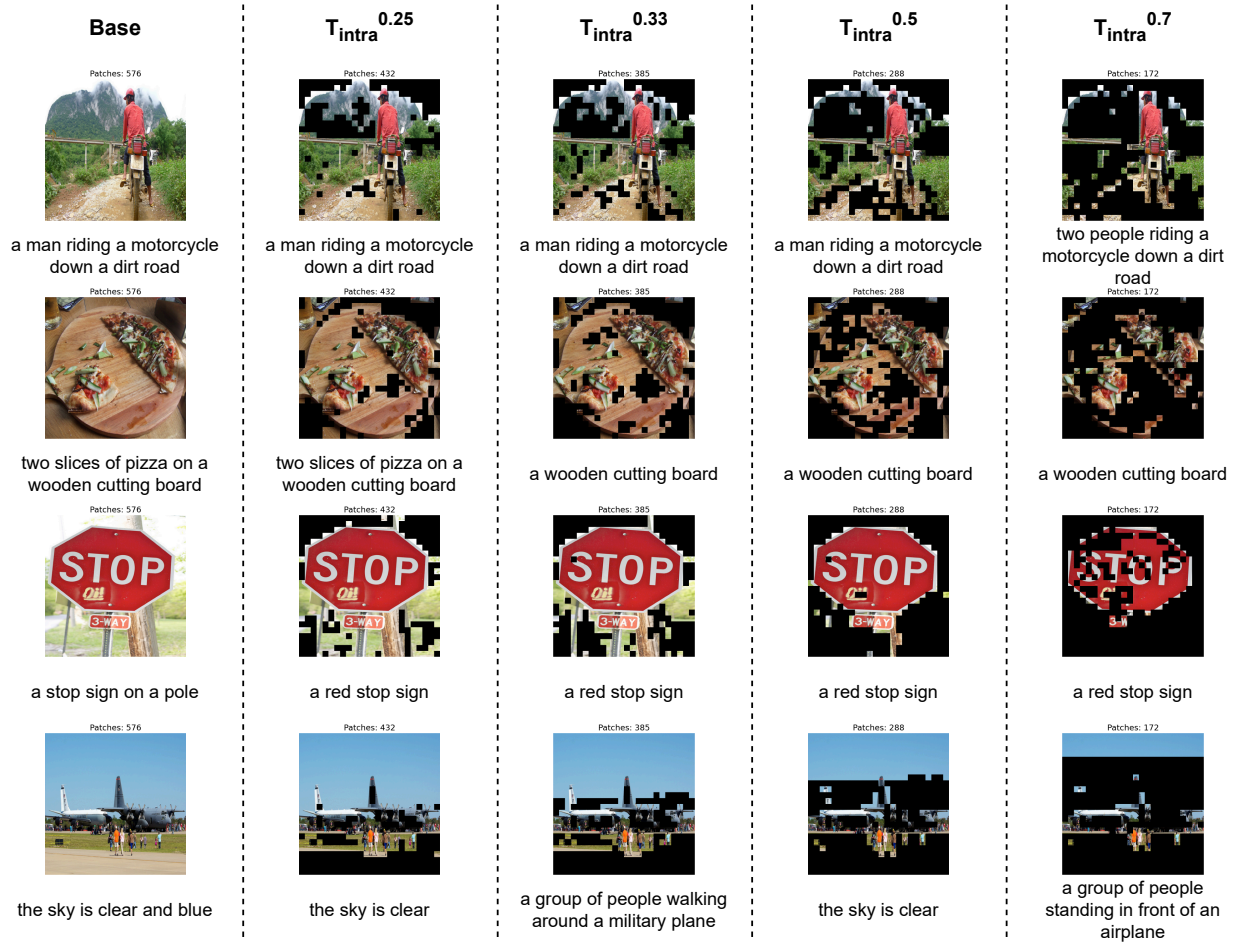 Base
T_intra^0.25
T_intra^0.33
T_intra^0.5
T_intra^0.7
Patches: 576
Patches: 432
Patches: 385
Patches: 288
Patches: 172
a man riding a motorcycle
down a dirt road
a man riding a motorcycle
down a dirt road
a man riding a motorcycle
down a dirt road
a man riding a motorcycle
down a dirt road
two people riding a
motorcycle down a dirt
road
Patches: 576
Patches: 432
Patches: 385
Patches: 288
Patches: 172
two slices of pizza on a
wooden cutting board
two slices of pizza on a
wooden cutting board
a wooden cutting board
a wooden cutting board
a wooden cutting board
Patches: 576
Patches: 432
Patches: 385
Patches: 288
Patches: 172
STOP
Oil!
3-WAY
STOP
Oil!
3-WAY
STOP
Oil!
3-WAY
STOP
Oil!
3-WAY
STOP
3-W
a stop sign on a pole
a red stop sign
a red stop sign
a red stop sign
a red stop sign
Patches: 576
Patches: 432
Patches: 385
Patches: 288
Patches: 172
the sky is clear and blue
the sky is clear
a group of people walking
around a military plane
the sky is clear
a group of people
standing in front of an
airplane